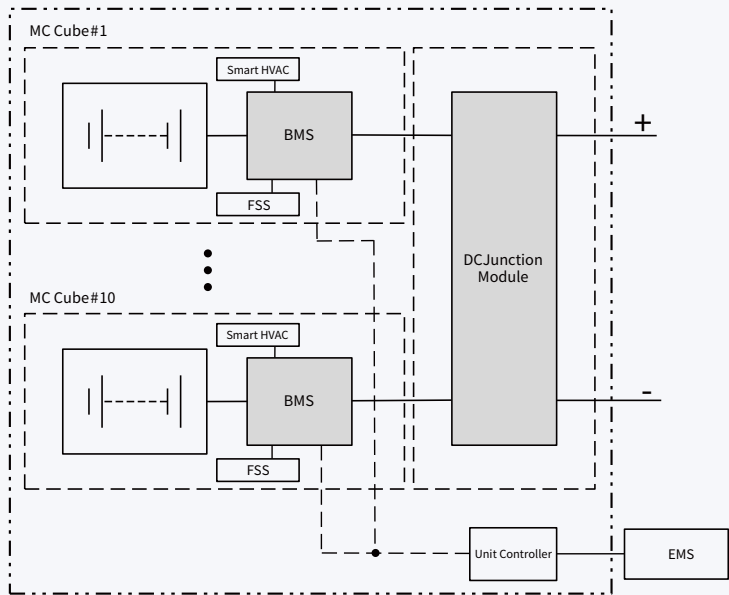 MC Cube#1
Smart HVAC
BMS
FSS
+
DCJunction
Module
MC Cube#10
Smart HVAC
BMS
FSS
-
Unit Controller
EMS